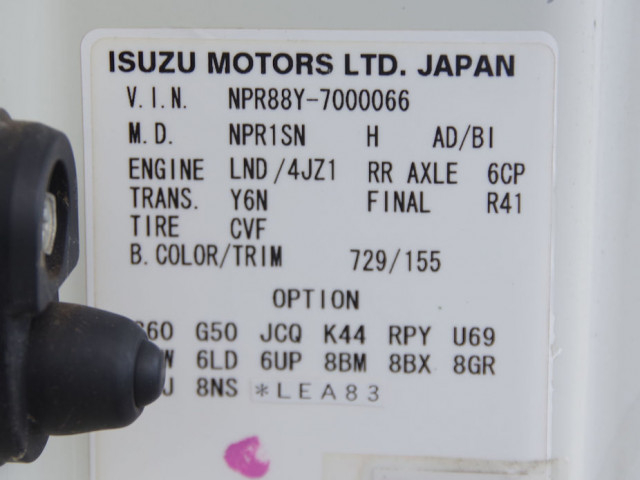 ISUZU MOTORS LTD. JAPAN
V.I.N. NPR88Y-7000066
M.D. NPR1SN H AD/BI
ENGINE LND/4JZ1 RR AXLE 6CP
TRANS. Y6N FINAL R41
TIRE CVF
B.COLOR/TRIM 729/155
OPTION
G50 JCQ K44 RPY U69
6LD 6UP 8BM 8BX 8GR
8NS *LEA83